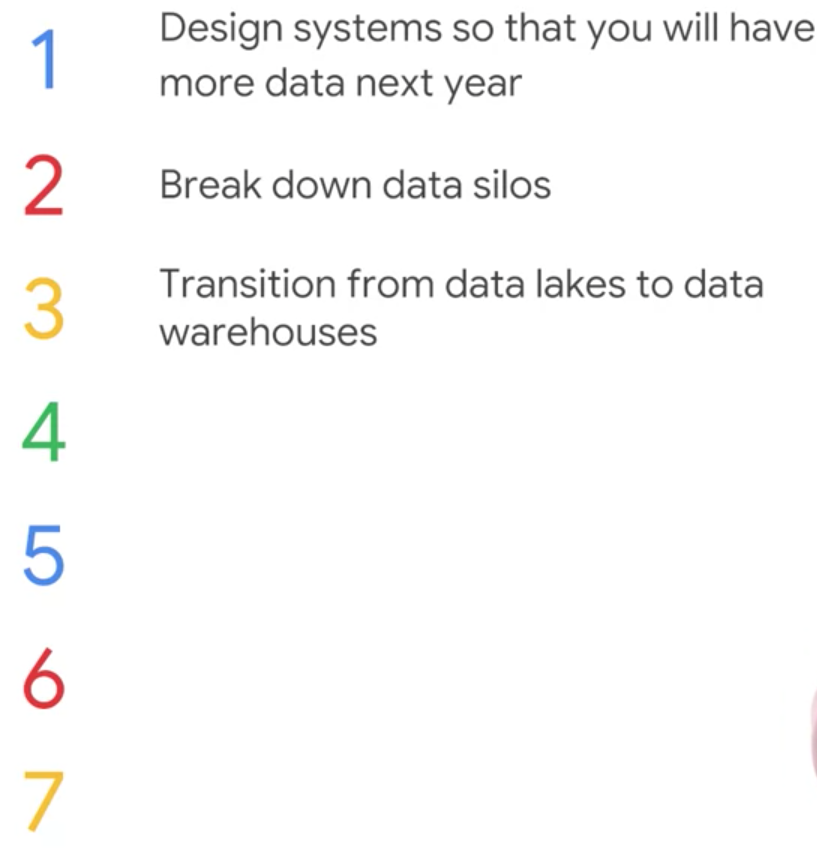 1
Design systems so that you will have
more data next year
2
Break down data silos
3
Transition from data lakes to data
warehouses
4
5
6
7